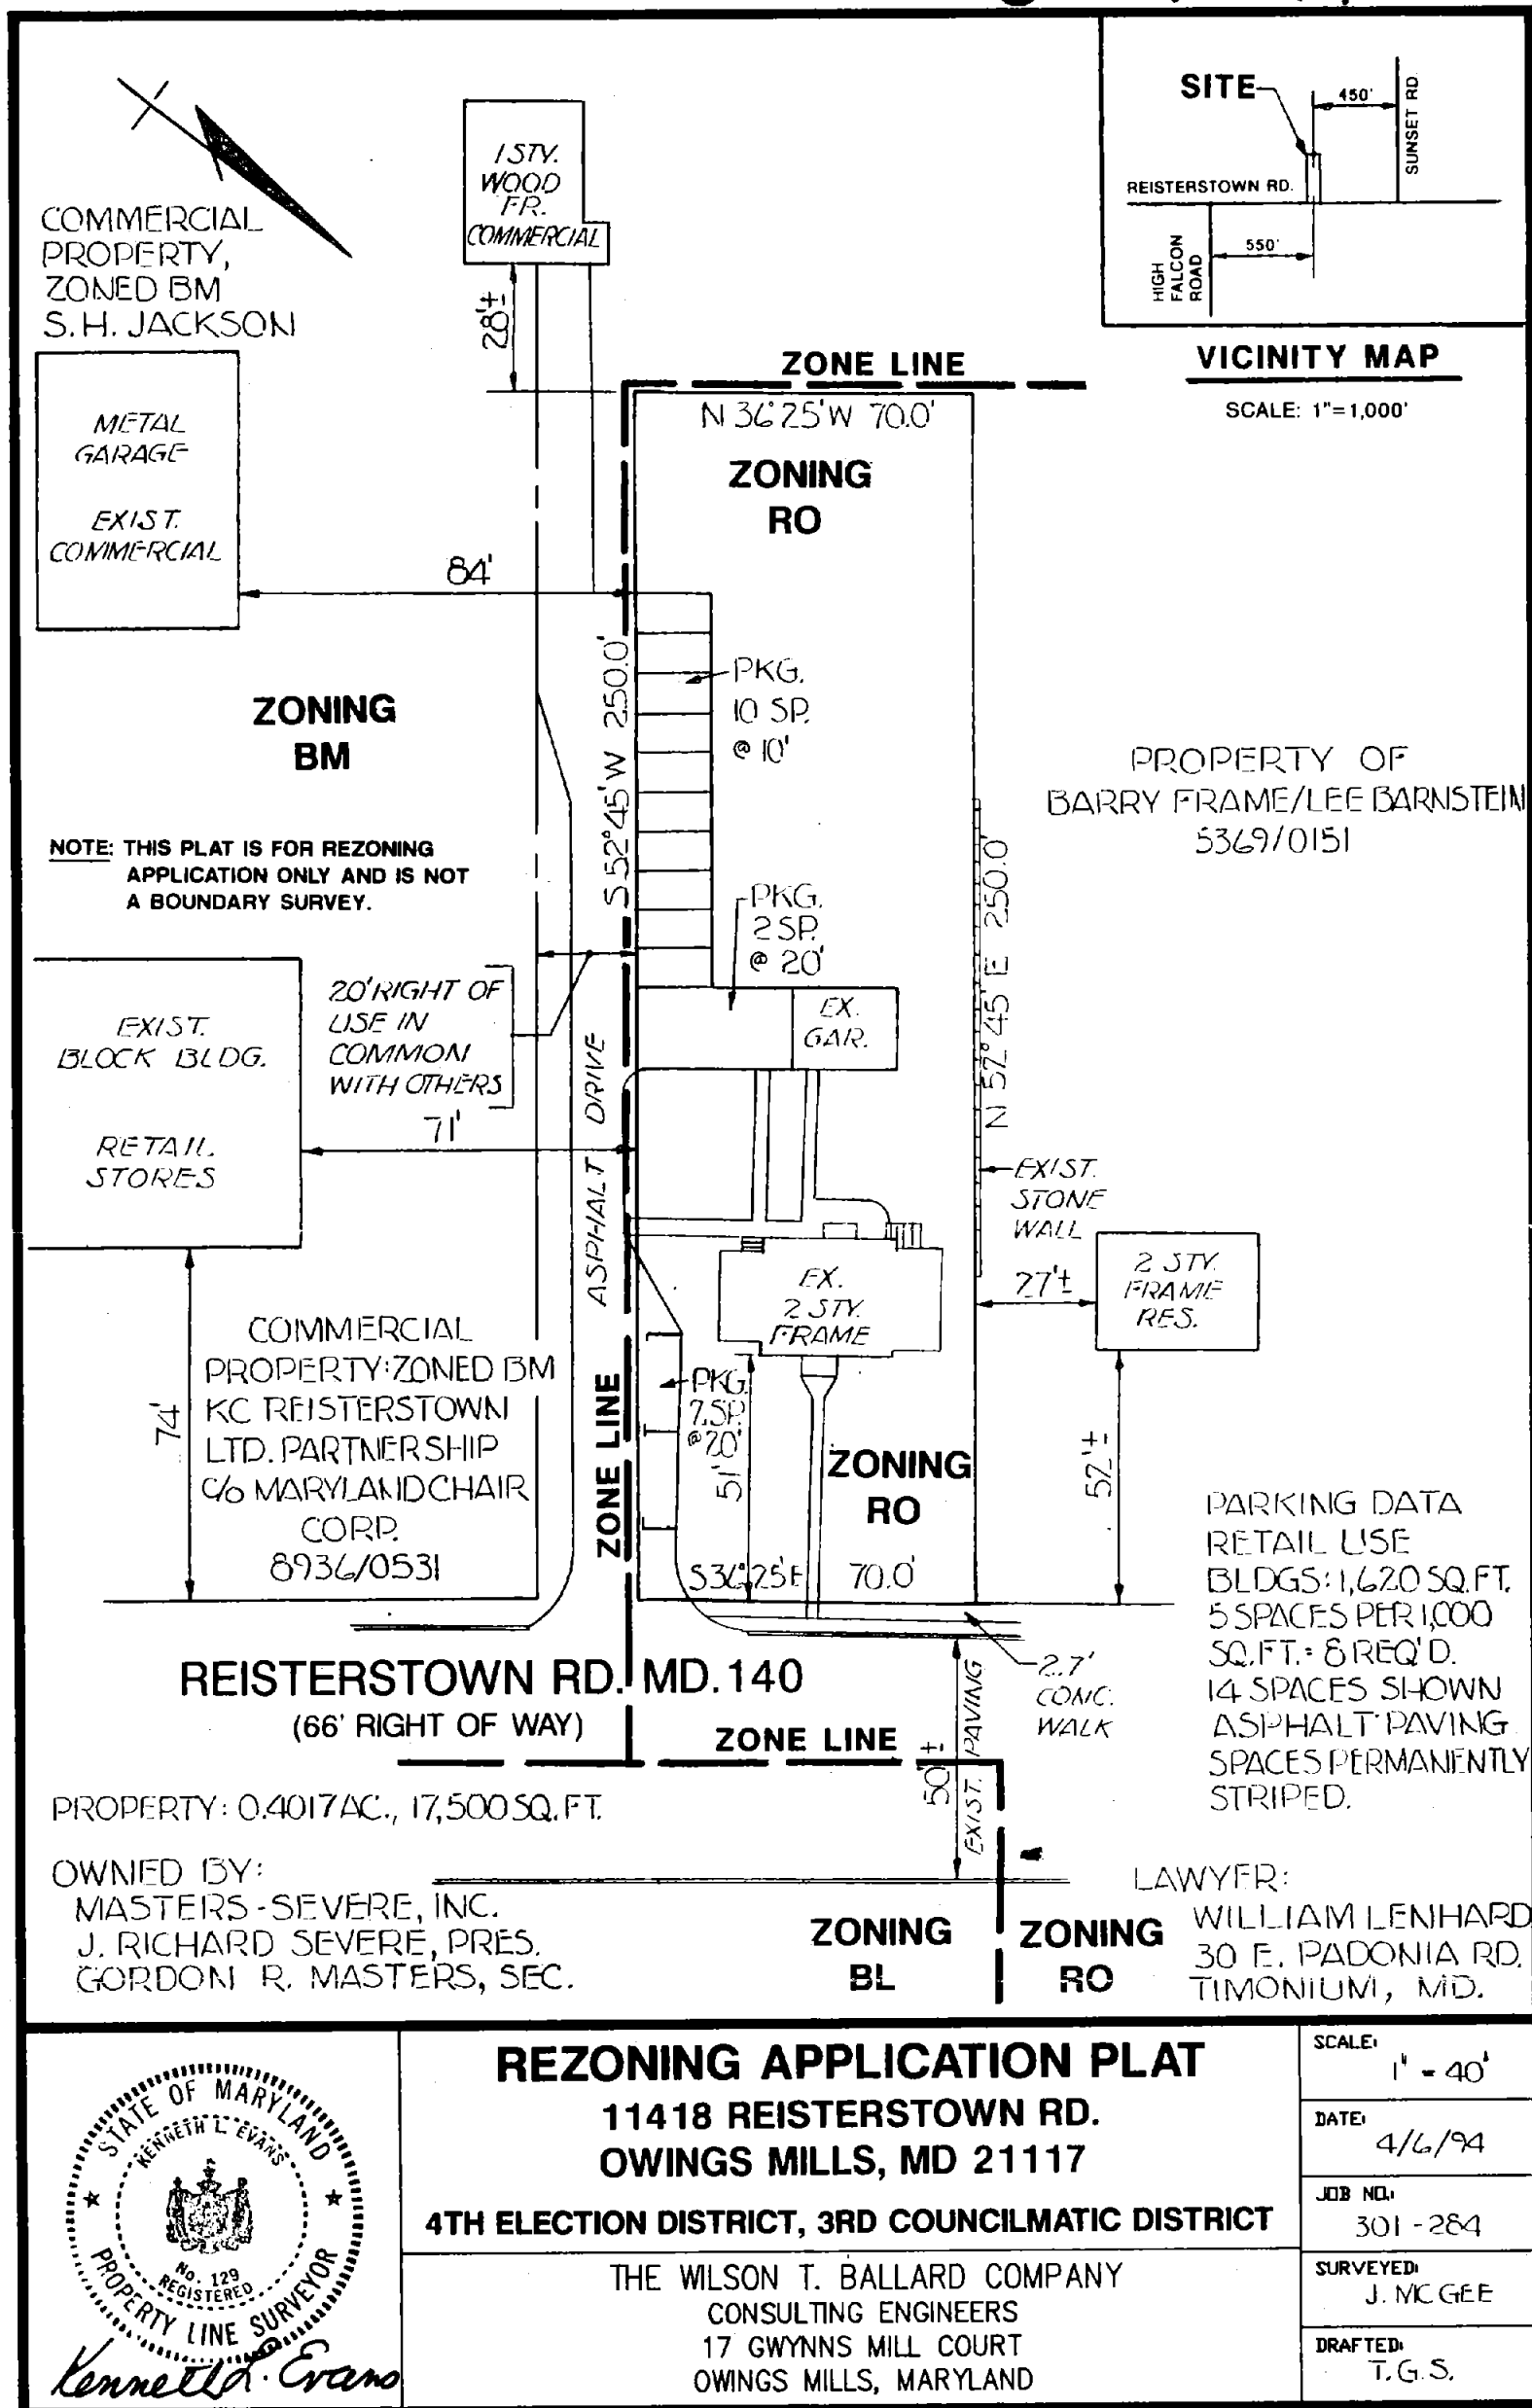 SITE
450'
SUNSET RD.
REISTERSTOWN RD.
550'
HIGH
FALCON
ROAD
VICINITY MAP
SCALE: 1"=1,000'
1 STY.
WOOD
FR.
COMMERCIAL
COMMERCIAL
PROPERTY,
ZONED BM
S.H. JACKSON
28'±
ZONE LINE
N 36°25'W 70.0'
ZONING
RO
METAL
GARAGE
EXIST.
COMMERCIAL
84'
S 52°45'W 250.0'
PKG.
10 SP.
@ 10'
ZONING
BM
PROPERTY OF
BARRY FRAME/LEE BARNSTEIN
5369/0151
NOTE: THIS PLAT IS FOR REZONING
APPLICATION ONLY AND IS NOT
A BOUNDARY SURVEY.
N 52°45'E 250.0'
PKG.
2 SP.
@ 20'
EX.
GAR.
20' RIGHT OF
USE IN
COMMON
WITH OTHERS
EXIST.
BLOCK BLDG.
RETAIL
STORES
71'
ASPHALT DRIVE
EXIST.
STONE
WALL
2 STY.
FRAME
RES.
27'±
EX.
2 STY.
FRAME
COMMERCIAL
PROPERTY: ZONED BM
KC REISTERSTOWN
LTD. PARTNERSHIP
C/O MARYLAND CHAIR
CORP.
8936/0531
74'
ZONE LINE
PKG.
2 SP.
@ 20'
51'
ZONING
RO
52'±
S36°25'E 70.0'
PARKING DATA
RETAIL USE
BLDGS: 1,620 SQ.FT.
5 SPACES PER 1,000
SQ.FT.: 8 REQ'D.
14 SPACES SHOWN
ASPHALT PAVING
SPACES PERMANENTLY
STRIPED.
REISTERSTOWN RD. MD. 140
(66' RIGHT OF WAY)
2.7'
CONC.
WALK
ZONE LINE
50'±
EXIST. PAVING
PROPERTY: 0.4017 AC., 17,500 SQ. FT.
OWNED BY:
MASTERS-SEVERE, INC.
J. RICHARD SEVERE, PRES.
GORDON R. MASTERS, SEC.
ZONING
BL
ZONING
RO
LAWYER:
WILLIAM LENHARD
30 E. PADONIA RD.
TIMONIUM, MD.
STATE OF MARYLAND
KENNETH L. EVANS
No. 129
REGISTERED
PROPERTY LINE SURVEYOR
Kenneth L. Evans
REZONING APPLICATION PLAT
11418 REISTERSTOWN RD.
OWINGS MILLS, MD 21117
4TH ELECTION DISTRICT, 3RD COUNCILMATIC DISTRICT
THE WILSON T. BALLARD COMPANY
CONSULTING ENGINEERS
17 GWYNNS MILL COURT
OWINGS MILLS, MARYLAND
SCALE:
1" = 40'
DATE:
4/6/94
JOB NO.:
301-284
SURVEYED:
J. MCGEE
DRAFTED:
T.G.S.